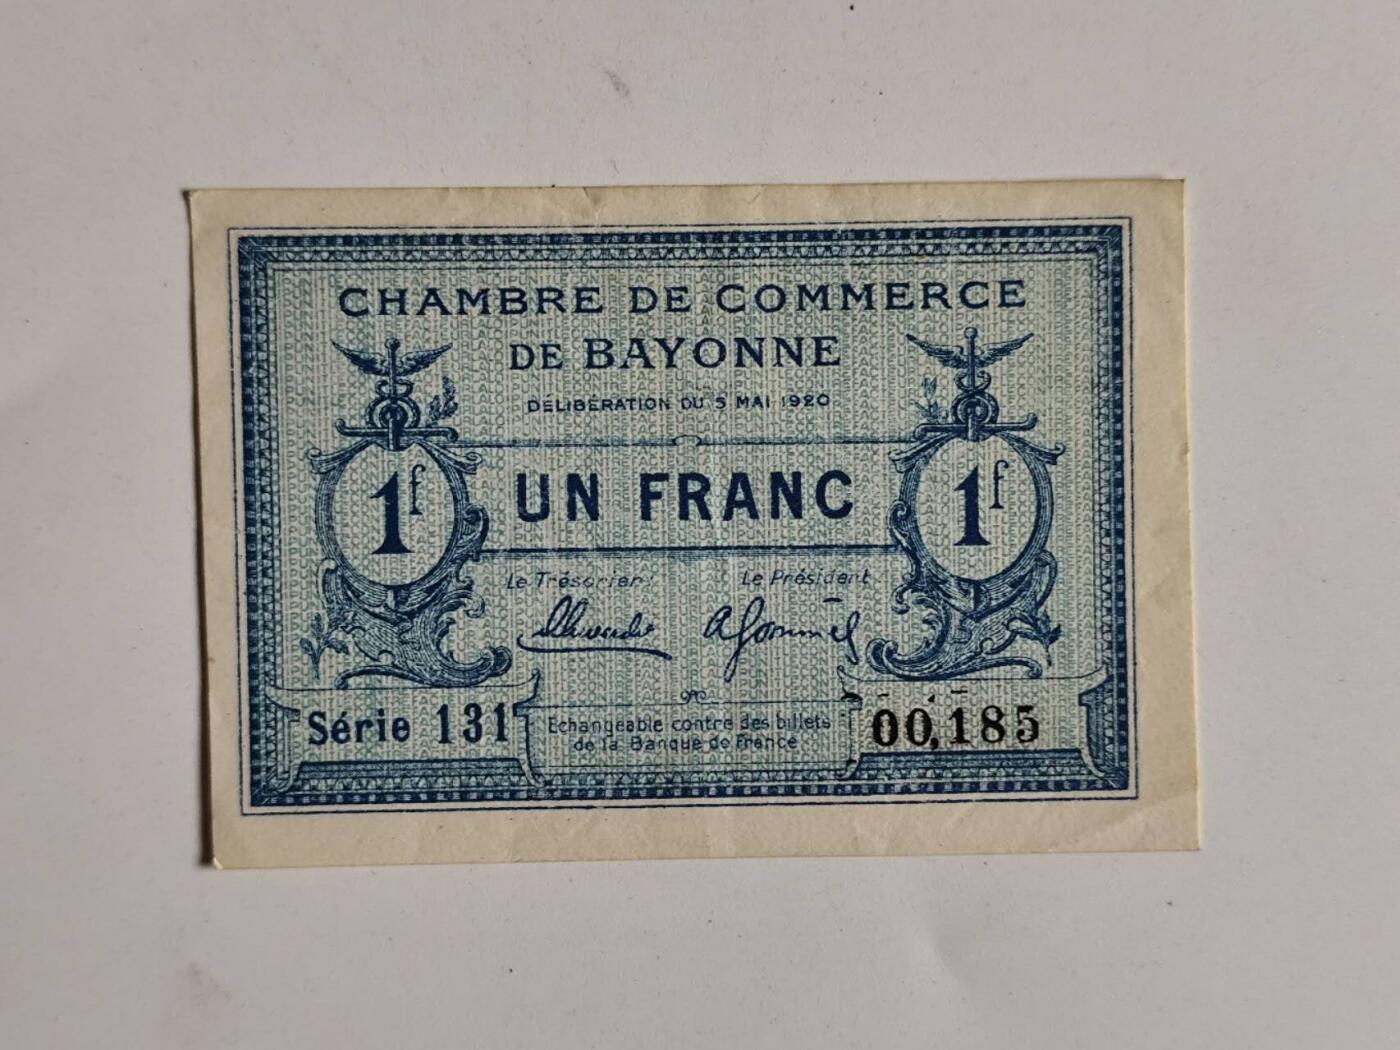 CHAMBRE DE COMMERCE
DE BAYONNE
DÉLIBÉRATION DU 5 MAI 1920
1f UN FRANC 1f
Le Trésorier Le Président
Série 131
Echangeable contre des billets
de la Banque de France
00,185